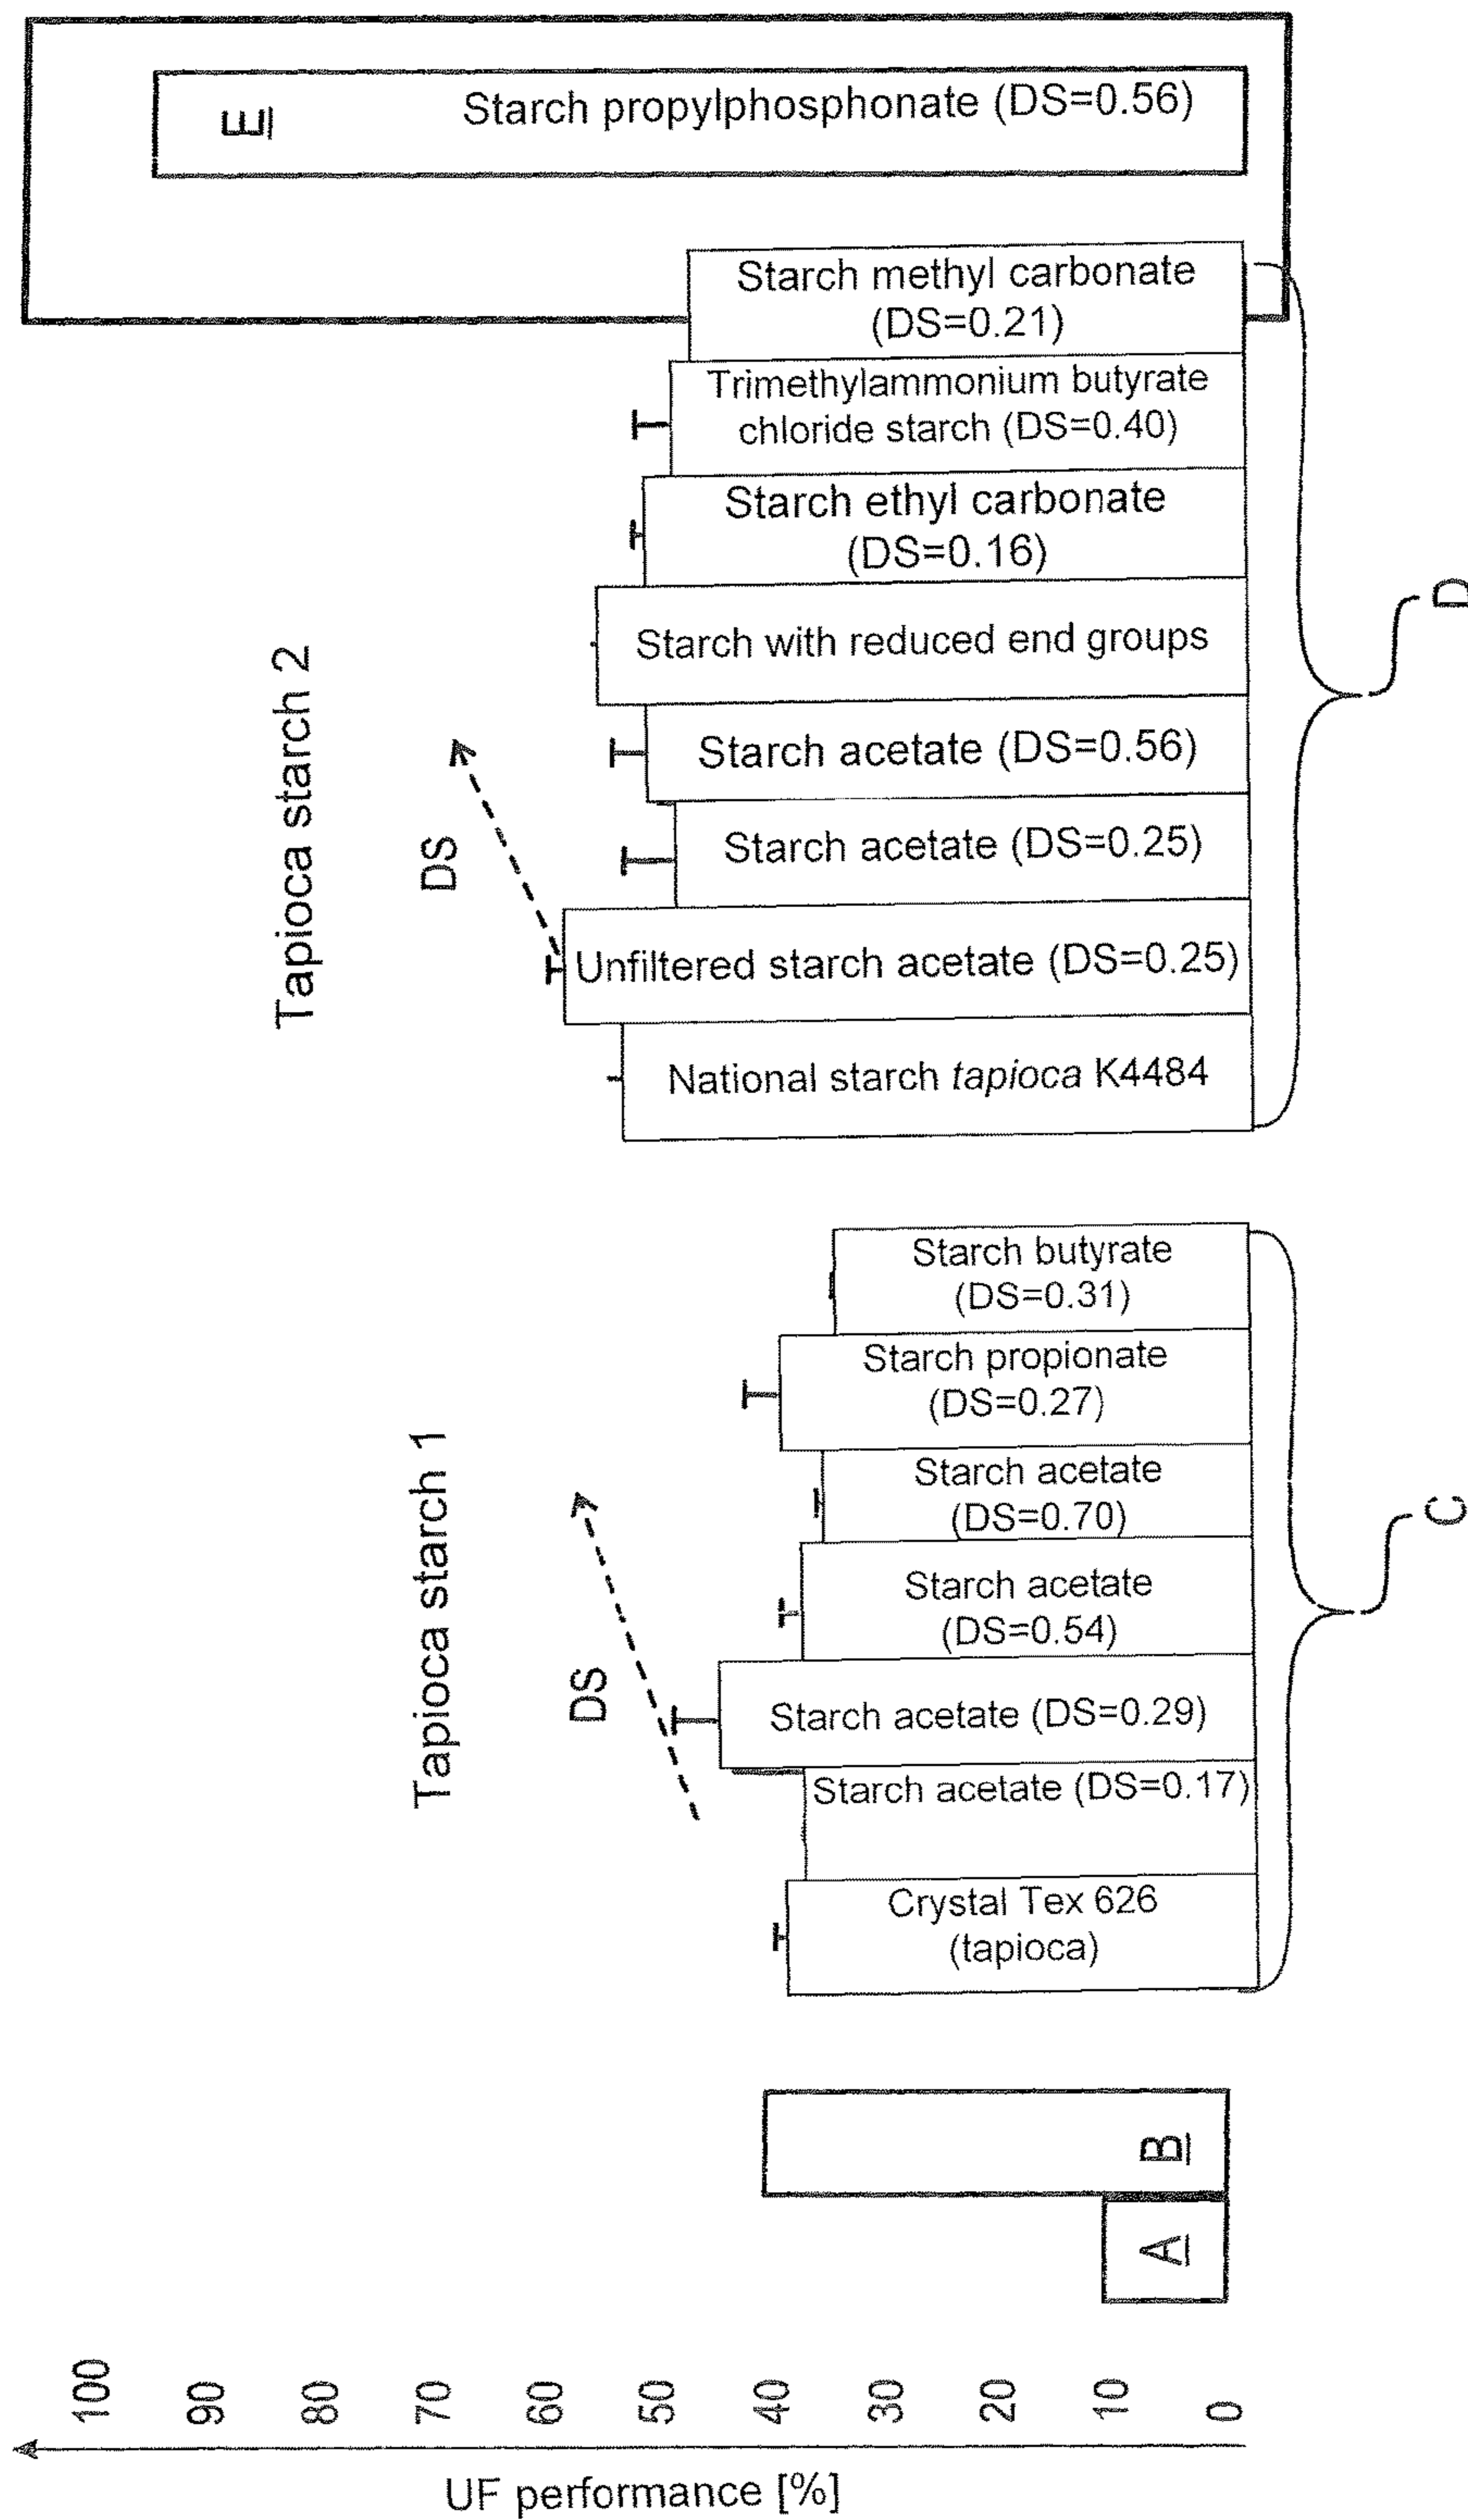 UF performance [%]
100
90
80
70
60
50
40
30
20
10
0
A
B
Tapioca starch 1
DS
Crystal Tex 626
(tapioca)
Starch acetate (DS=0.17)
Starch acetate (DS=0.29)
Starch acetate
(DS=0.54)
Starch acetate
(DS=0.70)
Starch propionate
(DS=0.27)
Starch butyrate
(DS=0.31)
C
Tapioca starch 2
DS
National starch tapioca K4484
Unfiltered starch acetate (DS=0.25)
Starch acetate (DS=0.25)
Starch acetate (DS=0.56)
Starch with reduced end groups
Starch ethyl carbonate
(DS=0.16)
Trimethylammonium butyrate
chloride starch (DS=0.40)
Starch methyl carbonate
(DS=0.21)
D
E
Starch propylphosphonate (DS=0.56)